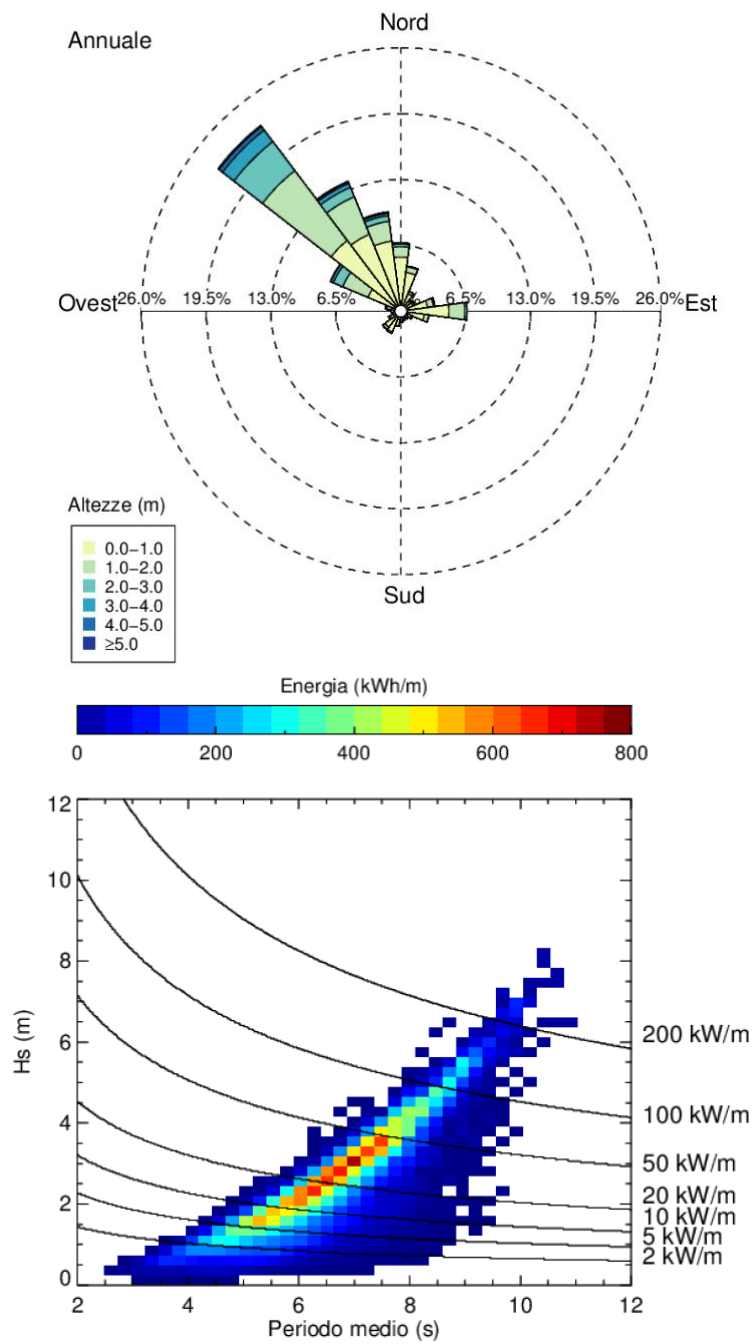 Nord
Annuale
Ovest 26.0% 19.5% 13.0% 6.5% 6.5% 13.0% 19.5% 26.0% Est
Altezze (m)
0.0−1.0
1.0−2.0
2.0−3.0
3.0−4.0
4.0−5.0
≥5.0
Sud
Energia (kWh/m)
0 200 400 600 800
12
10
8
6
4
2
0
Hs (m)
200 kW/m
100 kW/m
50 kW/m
20 kW/m
10 kW/m
5 kW/m
2 kW/m
2 4 6 8 10 12
Periodo medio (s)